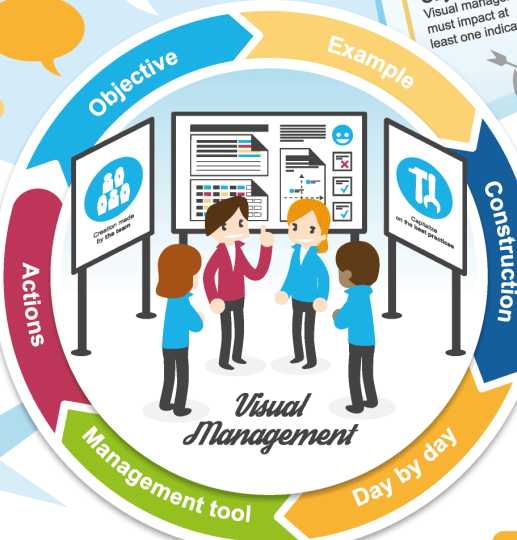 Visual manage
must impact at
least one indica
Objective
Example
Construction
Day by day
Management tool
Actions
Creation made
by the team
Capitalize
on the best practices
Visual
Management